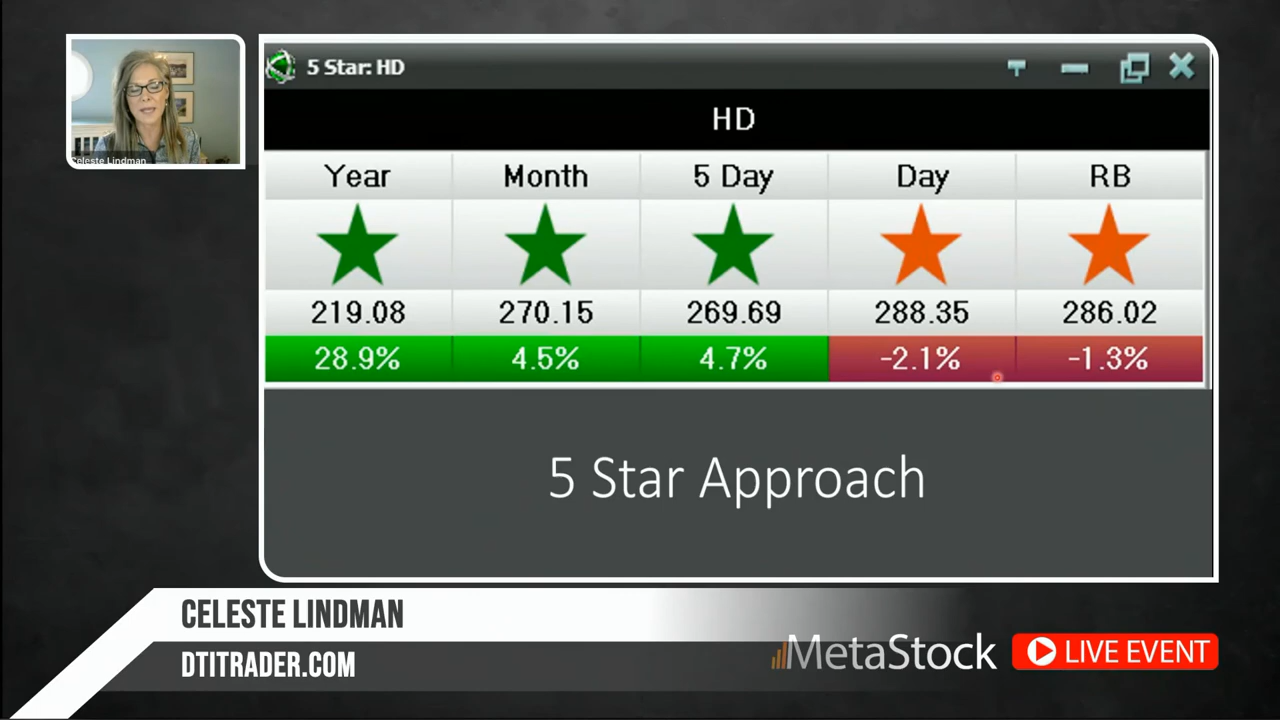 5 Star: HD
HD
Year Month 5 Day Day RB
219.08 270.15 269.69 288.35 286.02
28.9% 4.5% 4.7% -2.1% -1.3%
Celeste Lindman
5 Star Approach
CELESTE LINDMAN
DTITRADER.COM
MetaStock
LIVE EVENT